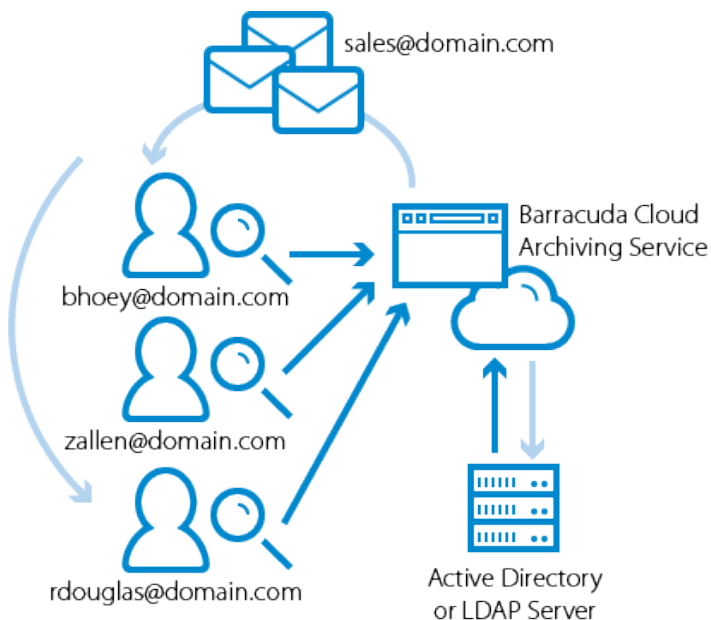 sales@domain.com
Barracuda Cloud
Archiving Service
bhoey@domain.com
zallen@domain.com
rdouglas@domain.com
Active Directory
or LDAP Server